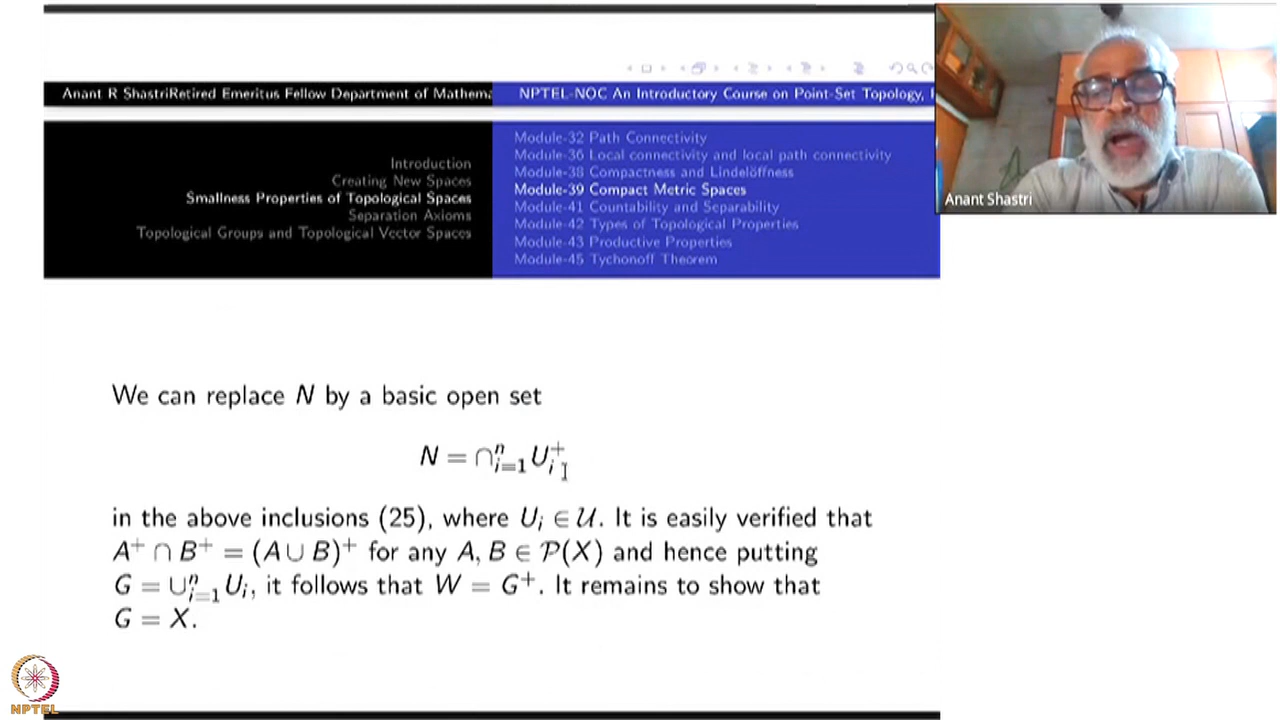 Anant R ShastriRetired Emeritus Fellow Department of Mathema
NPTEL-NOC An Introductory Course on Point-Set Topology,
Introduction
Creating New Spaces
Smallness Properties of Topological Spaces
Separation Axioms
Topological Groups and Topological Vector Spaces
Module-32 Path Connectivity
Module-36 Local connectivity and local path connectivity
Module-38 Compactness and Lindelöffness
Module-39 Compact Metric Spaces
Module-41 Countability and Separability
Module-42 Types of Topological Properties
Module-43 Productive Properties
Module-45 Tychonoff Theorem
Anant Shastri
We can replace N by a basic open set
N = ∩ⁿᵢ₌₁ Uᵢ⁺
in the above inclusions (25), where Uᵢ ∈ 𝒰. It is easily verified that
A⁺ ∩ B⁺ = (A ∪ B)⁺ for any A, B ∈ 𝒫(X) and hence putting
G = ∪ⁿᵢ₌₁ Uᵢ, it follows that W = G⁺. It remains to show that
G = X.
NPTEL